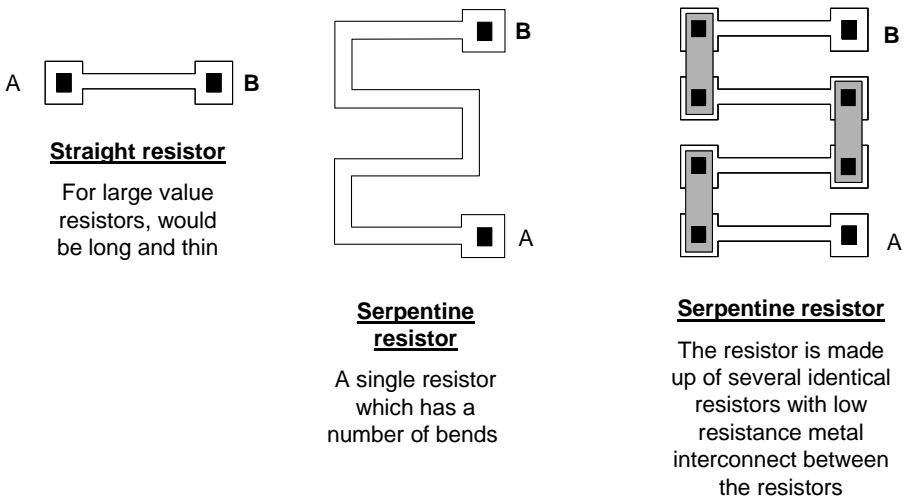 A
B
Straight resistor
For large value
resistors, would
be long and thin
B
A
Serpentine
resistor
A single resistor
which has a
number of bends
B
A
Serpentine resistor
The resistor is made
up of several identical
resistors with low
resistance metal
interconnect between
the resistors